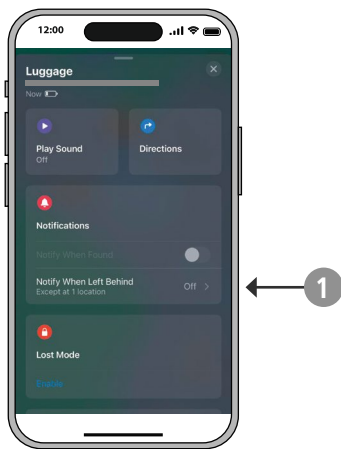 12:00
Luggage
Now
Play Sound
Off
Directions
Notifications
Notify When Found
Notify When Left Behind
Except at 1 location
Off
1
Lost Mode
Enable